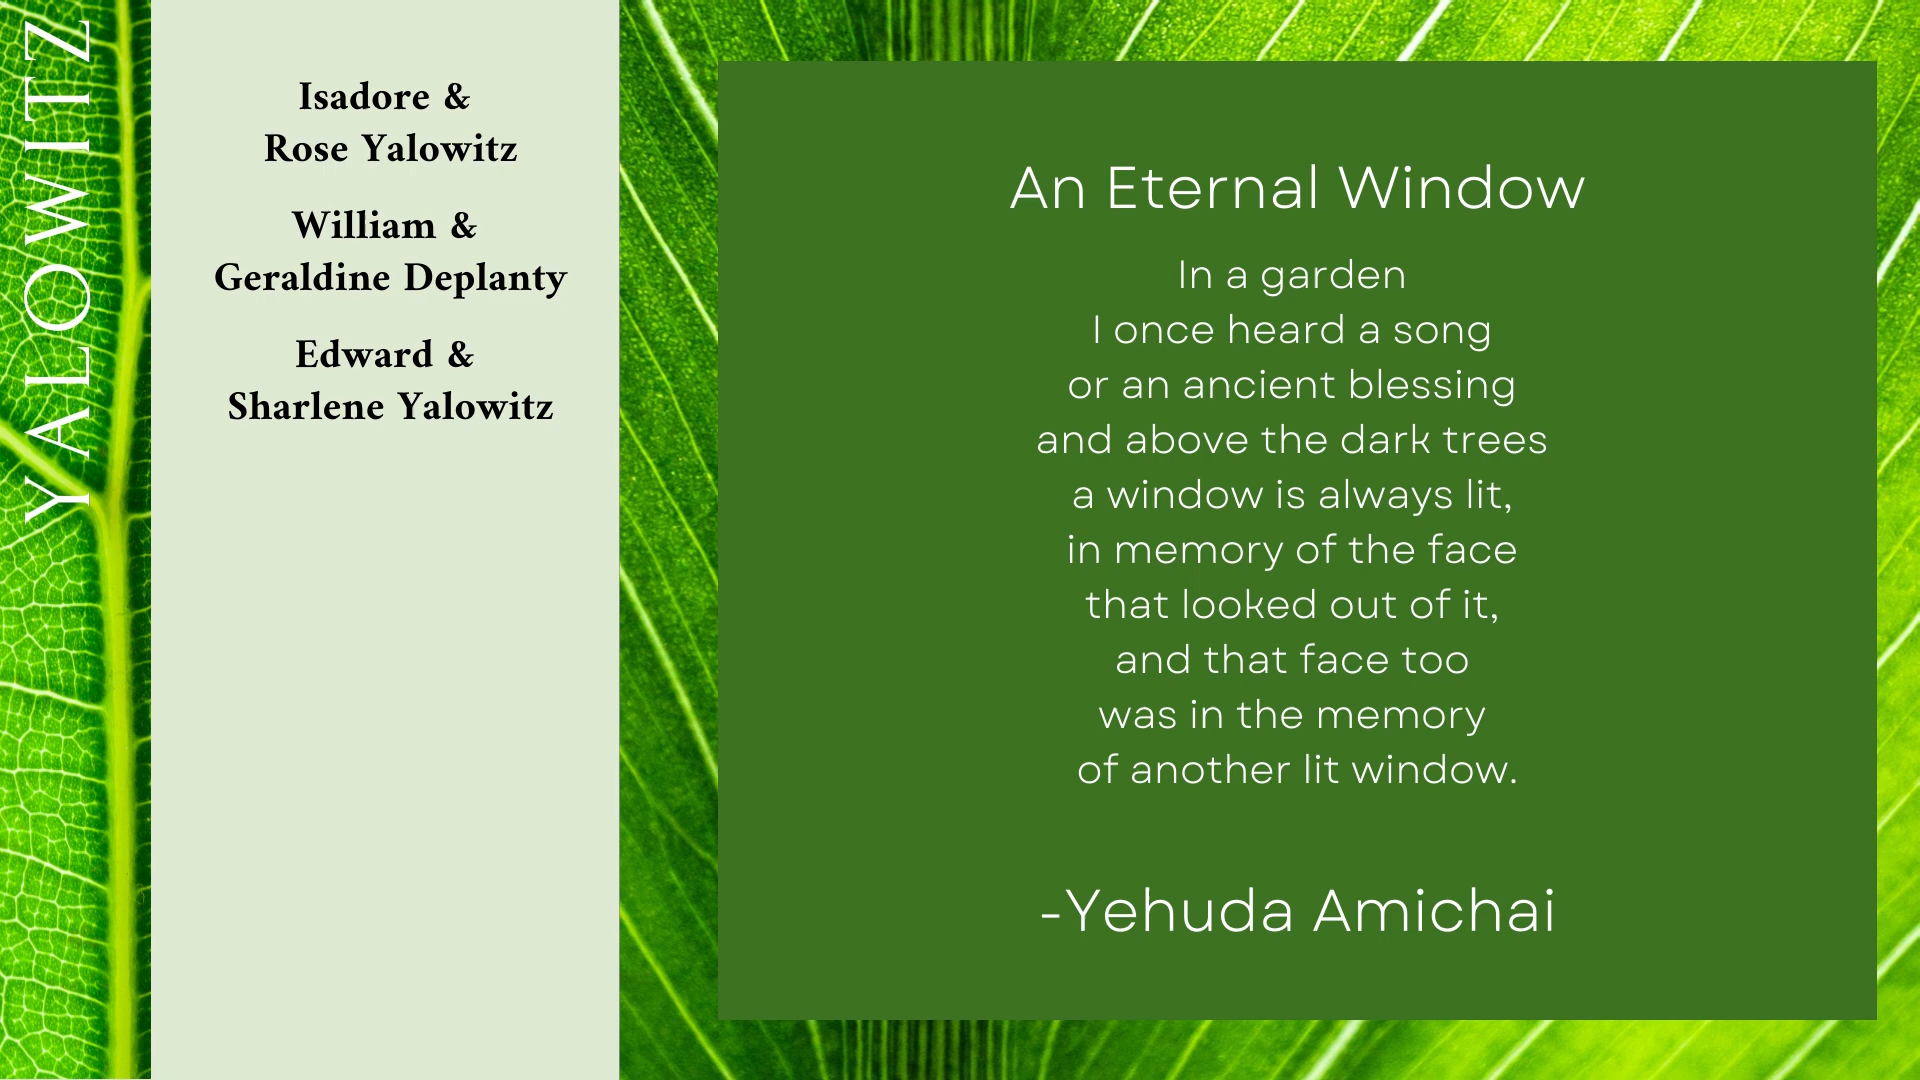 YALOWITZ
Isadore &
Rose Yalowitz
William &
Geraldine Deplanty
Edward &
Sharlene Yalowitz
An Eternal Window
In a garden
I once heard a song
or an ancient blessing
and above the dark trees
a window is always lit,
in memory of the face
that looked out of it,
and that face too
was in the memory
of another lit window.
-Yehuda Amichai